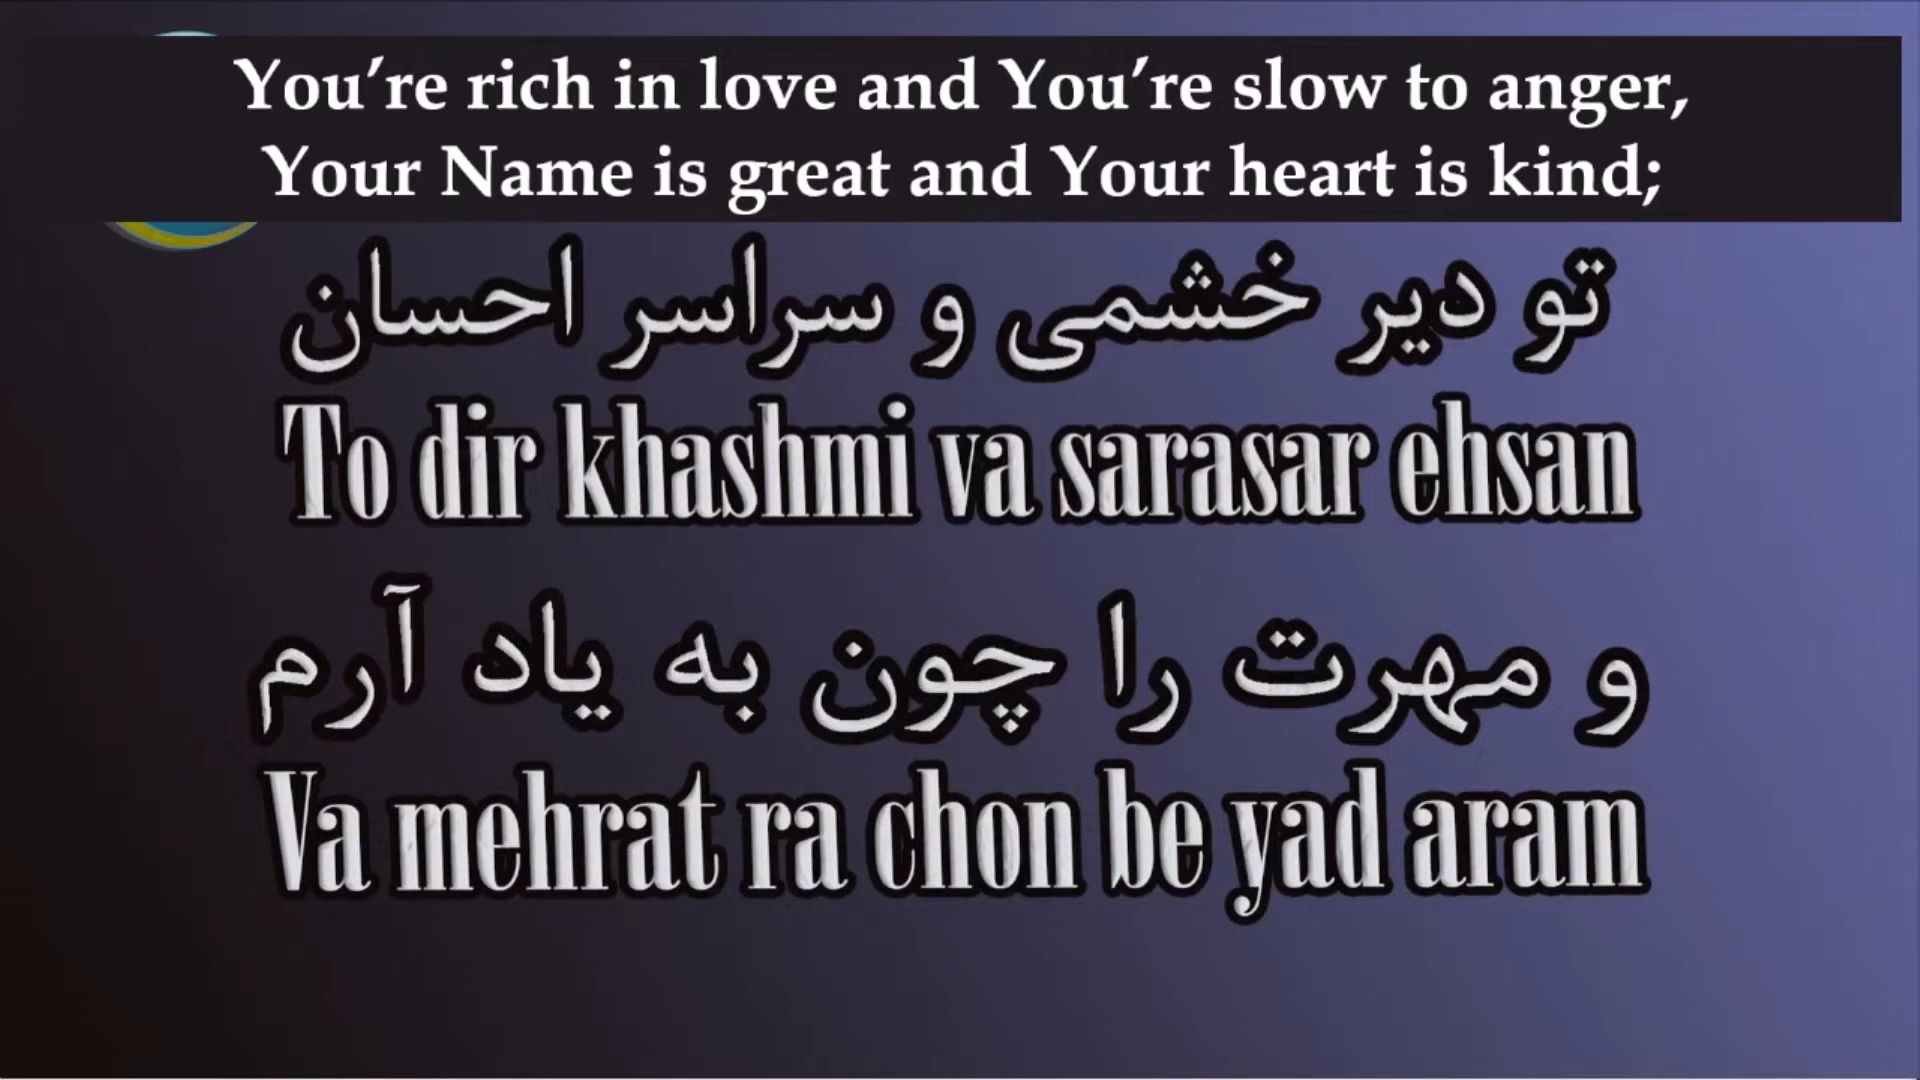 You’re rich in love and You’re slow to anger,
Your Name is great and Your heart is kind;
تو دیر خشمی و سراسر احسان
To dir khashmi va sarasar ehsan
و مهرت را چون به یاد آرم
Va mehrat ra chon be yad aram